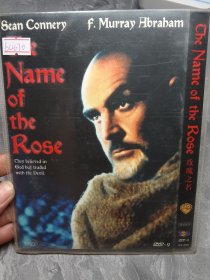 Sean Connery
F. Murray Abraham
The
Name
of the
Rose
They believed in
God but traded
with the Devil.
DVD-9
The Name of the Rose
玫瑰之名